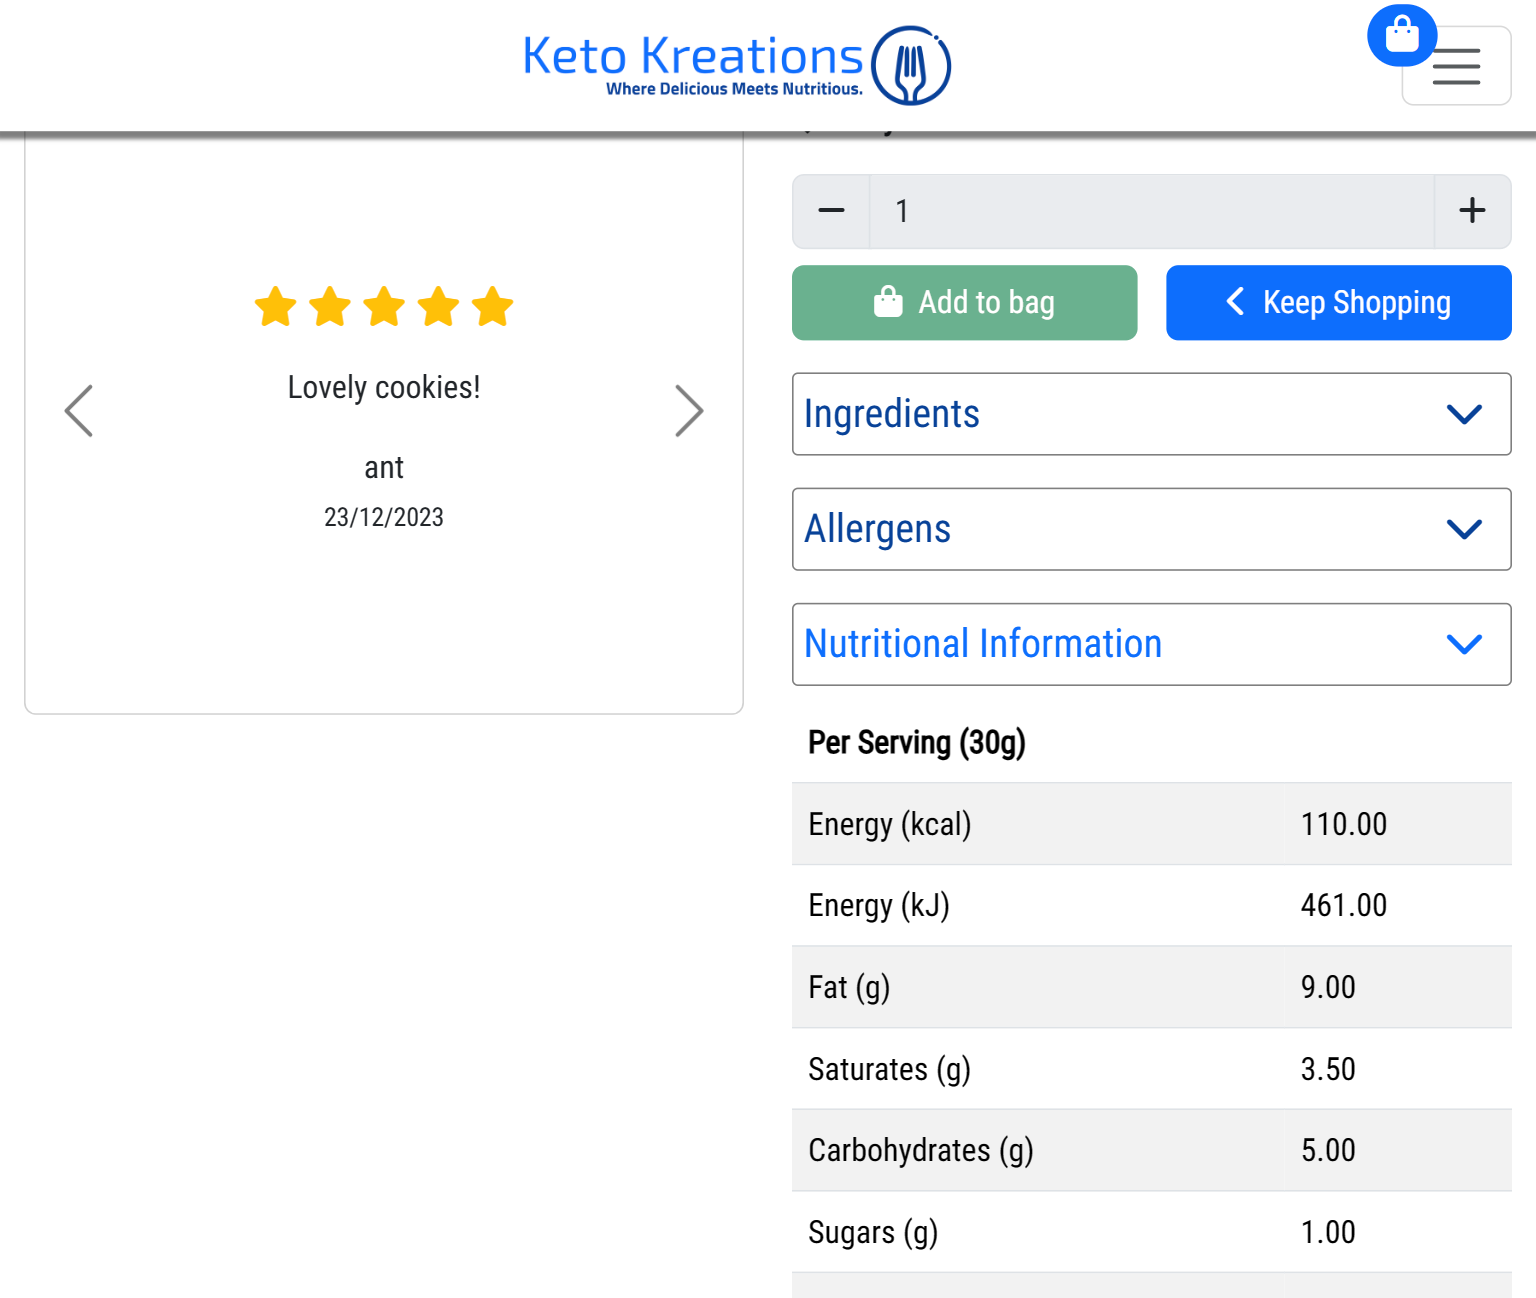 Keto Kreations
Where Delicious Meets Nutritious.
1
Add to bag
Keep Shopping
Lovely cookies!
ant
23/12/2023
Ingredients
Allergens
Nutritional Information
Per Serving (30g)
Energy (kcal) 110.00
Energy (kJ) 461.00
Fat (g) 9.00
Saturates (g) 3.50
Carbohydrates (g) 5.00
Sugars (g) 1.00